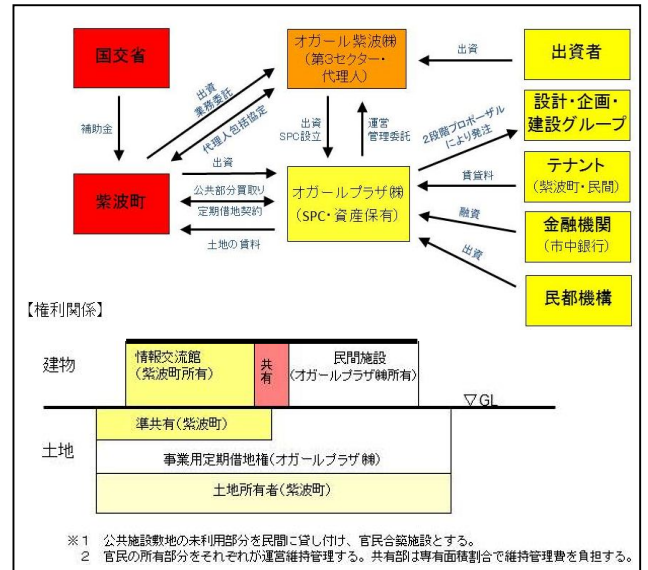 国交省
オガール紫波㈱
(第3セクター・
代理人)
出資
出資者
出資
業務委託
代理人包括協定
補助金
出資
SPC設立
運営
管理委託
2段階プロポーザル
により発注
設計・企画・
建設グループ
紫波町
出資
公共部分買取り
定期借地契約
土地の賃料
オガールプラザ㈱
(SPC・資産保有)
賃貸料
テナント
(紫波町・民間)
融資
金融機関
(市中銀行)
出資
民都機構
【権利関係】
建物
情報交流館
(紫波町所有)
共
有
民間施設
(オガールプラザ㈱所有)
▽GL
土地
準共有(紫波町)
事業用定期借地権(オガールプラザ㈱)
土地所有者(紫波町)
※1 公共施設敷地の未利用部分を民間に貸し付け、官民合築施設とする。
2 官民の所有部分をそれぞれが運営維持管理する。共有部は専有面積割合で維持管理費を負担する。